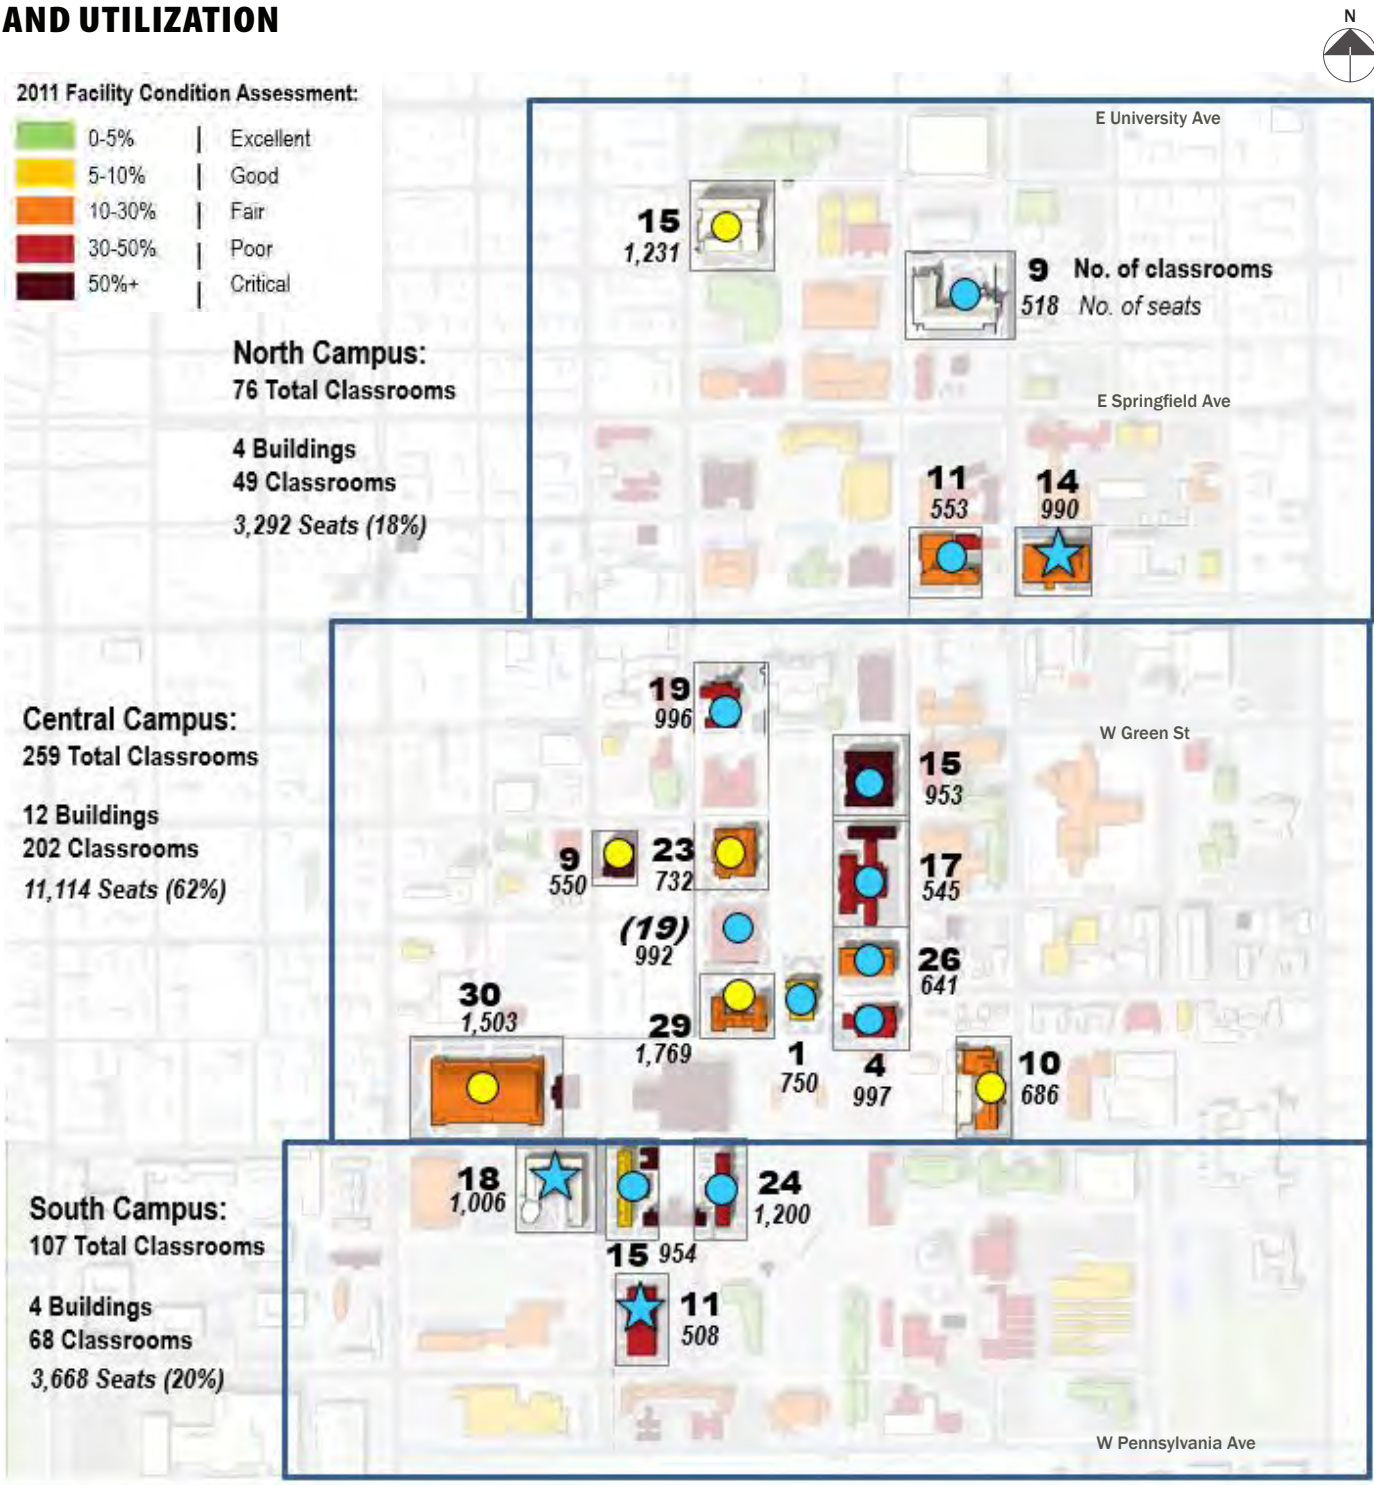 AND UTILIZATION
N
2011 Facility Condition Assessment:
0-5% | Excellent
5-10% | Good
10-30% | Fair
30-50% | Poor
50%+ | Critical
E University Ave
15
1,231
9 No. of classrooms
518 No. of seats
North Campus:
76 Total Classrooms
4 Buildings
49 Classrooms
3,292 Seats (18%)
E Springfield Ave
11
553
14
990
Central Campus:
259 Total Classrooms
12 Buildings
202 Classrooms
11,114 Seats (62%)
19
996
W Green St
15
953
9
550
23
732
17
545
(19)
992
26
641
30
1,503
29
1,769
1
750
4
997
10
686
South Campus:
107 Total Classrooms
4 Buildings
68 Classrooms
3,668 Seats (20%)
18
1,006
15 954
24
1,200
11
508
W Pennsylvania Ave